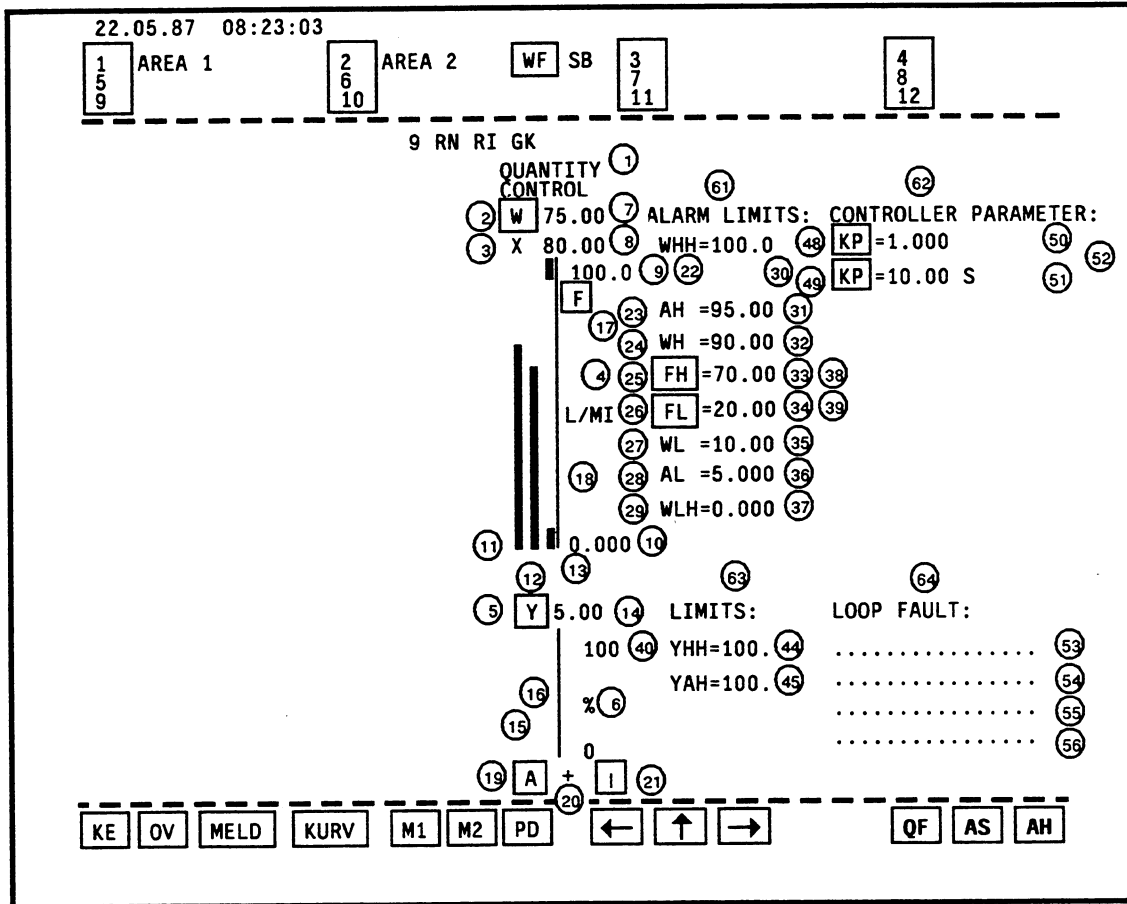 22.05.87 08:23:03
1 AREA 1 2 AREA 2 WF SB 3 4
5 6 7 8
9 10 11 12
9 RN RI GK
QUANTITY 1
CONTROL 61 62
2 W 75.00 7 ALARM LIMITS: CONTROLLER PARAMETER:
3 X 80.00 8 WHH=100.0 48 KP =1.000 50
52
100.0 9 22 30 49 KP =10.00 S 51
F
23 AH =95.00 31
17
24 WH =90.00 32
4 25 FH =70.00 33 38
L/MI 26 FL =20.00 34 39
27 WL =10.00 35
18 28 AL =5.000 36
29 WLH=0.000 37
11 0.000 10
12 13 63 64
5 Y 5.00 14 LIMITS: LOOP FAULT:
100 40 YHH=100. 44 ................ 53
16 YAH=100. 45 ................ 54
15 % 6 ................ 55
0 ................ 56
19 A + I 21
20
KE OV MELD KURV M1 M2 PD ← ↑ → QF AS AH